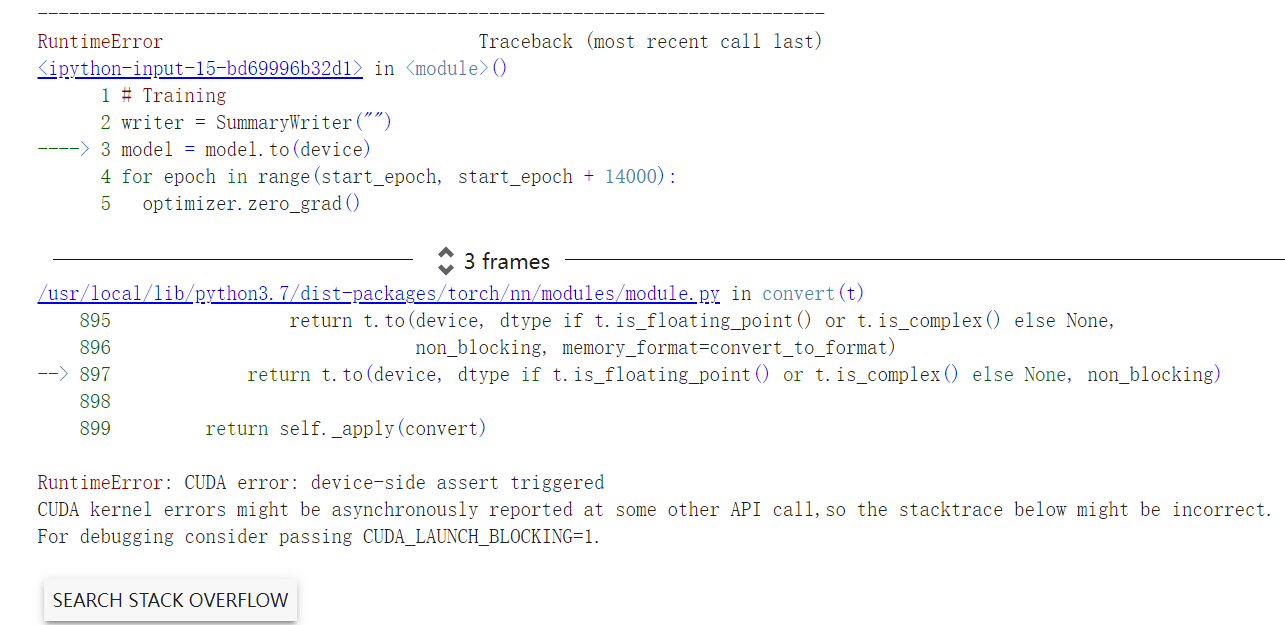 ---------------------------------------------------------------------------
RuntimeError                              Traceback (most recent call last)
<ipython-input-15-bd69996b32d1> in <module>()
      1 # Training
      2 writer = SummaryWriter("")
----> 3 model = model.to(device)
      4 for epoch in range(start_epoch, start_epoch + 14000):
      5   optimizer.zero_grad()
3 frames
/usr/local/lib/python3.7/dist-packages/torch/nn/modules/module.py in convert(t)
    895                 return t.to(device, dtype if t.is_floating_point() or t.is_complex() else None,
    896                             non_blocking, memory_format=convert_to_format)
--> 897             return t.to(device, dtype if t.is_floating_point() or t.is_complex() else None, non_blocking)
    898
    899         return self._apply(convert)
RuntimeError: CUDA error: device-side assert triggered
CUDA kernel errors might be asynchronously reported at some other API call,so the stacktrace below might be incorrect.
For debugging consider passing CUDA_LAUNCH_BLOCKING=1.
SEARCH STACK OVERFLOW